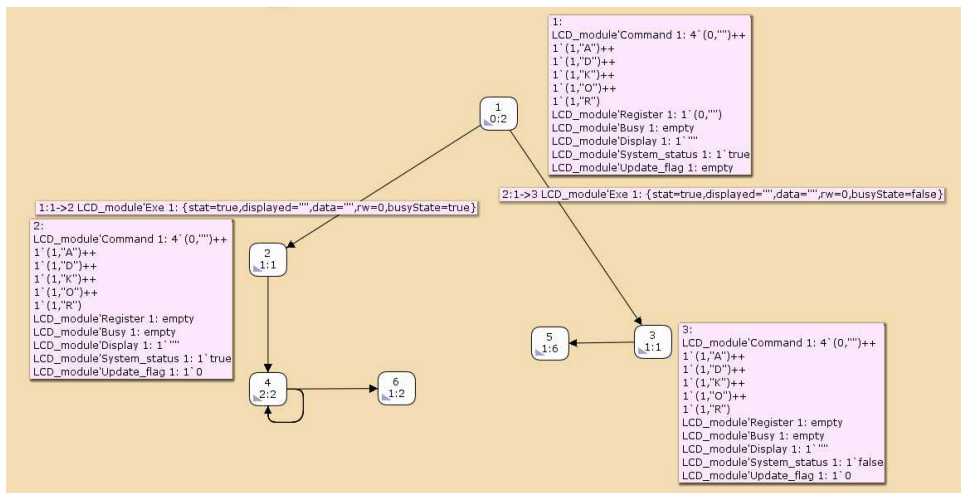 1:
LCD_module'Command 1: 4`(0,"")++
1`(1,"A")++
1`(1,"D")++
1`(1,"K")++
1`(1,"O")++
1`(1,"R")
LCD_module'Register 1: 1`(0,"")
LCD_module'Busy 1: empty
LCD_module'Display 1: 1`""
LCD_module'System_status 1: 1`true
LCD_module'Update_flag 1: empty
1
0:2
1:1->2 LCD_module'Exe 1: {stat=true,displayed="",data="",rw=0,busyState=true}
2:1->3 LCD_module'Exe 1: {stat=true,displayed="",data="",rw=0,busyState=false}
2:
LCD_module'Command 1: 4`(0,"")++
1`(1,"A")++
1`(1,"D")++
1`(1,"K")++
1`(1,"O")++
1`(1,"R")
LCD_module'Register 1: empty
LCD_module'Busy 1: empty
LCD_module'Display 1: 1`""
LCD_module'System_status 1: 1`true
LCD_module'Update_flag 1: 1`0
2
1:1
5
1:6
3
1:1
3:
LCD_module'Command 1: 4`(0,"")++
1`(1,"A")++
1`(1,"D")++
1`(1,"K")++
1`(1,"O")++
1`(1,"R")
LCD_module'Register 1: empty
LCD_module'Busy 1: empty
LCD_module'Display 1: 1`""
LCD_module'System_status 1: 1`false
LCD_module'Update_flag 1: 1`0
4
2:2
6
1:2